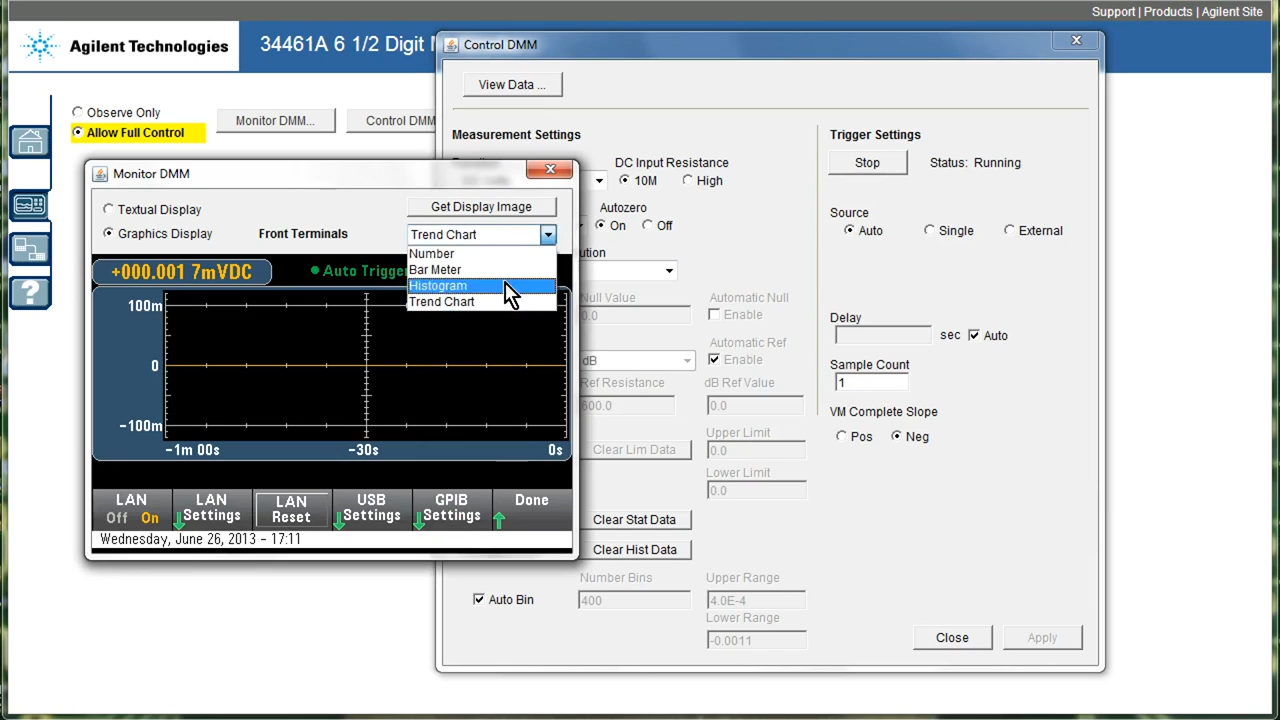 Support | Products | Agilent Site
Agilent Technologies
34461A 6 1/2 Digit
Control DMM
View Data ...
Observe Only
Allow Full Control
Monitor DMM...
Control DMM
Measurement Settings
Trigger Settings
DC Input Resistance
10M
High
Stop
Status: Running
Monitor DMM
Textual Display
Get Display Image
Autozero
On
Off
Source
Auto
Single
External
Graphics Display
Front Terminals
Trend Chart
Number
Bar Meter
Histogram
Trend Chart
+000.001 7mVDC
Auto Trigge
100m
0
-100m
-1m 00s
-30s
0s
Null Value
0.0
Automatic Null
Enable
Delay
sec
Auto
Automatic Ref
dB
Enable
Sample Count
1
Ref Resistance
dB Ref Value
600.0
0.0
VM Complete Slope
Pos
Neg
Upper Limit
Clear Lim Data
0.0
Lower Limit
0.0
LAN
Off On
LAN
Settings
LAN
Reset
USB
Settings
GPIB
Settings
Done
Wednesday, June 26, 2013 - 17:11
Clear Stat Data
Clear Hist Data
Number Bins
Upper Range
Auto Bin
400
4.0E-4
Lower Range
-0.0011
Close
Apply